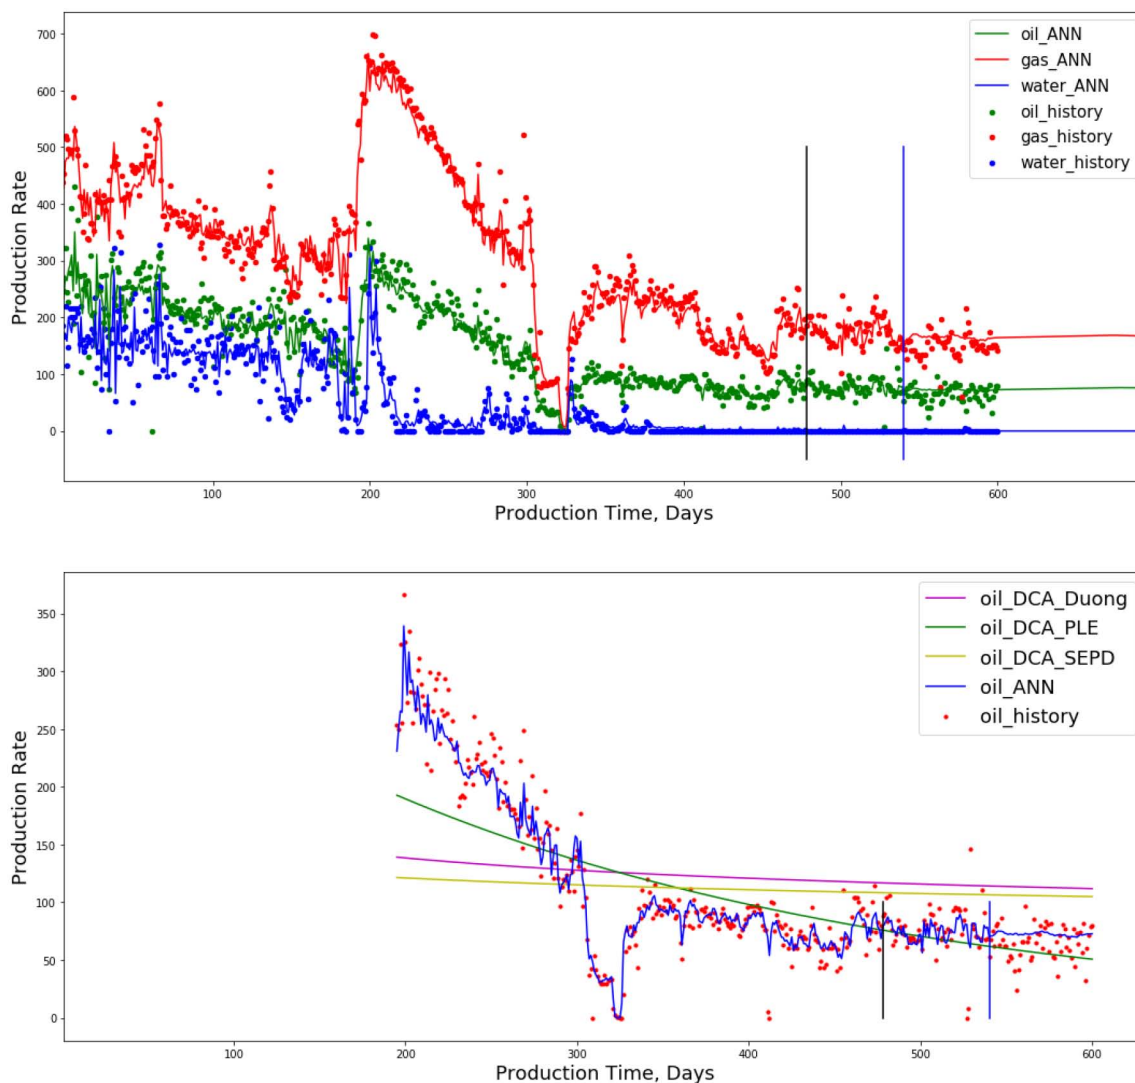 700
600
500
400
300
200
100
0
Production Rate
100
200
300
400
500
600
Production Time, Days
oil_ANN
gas_ANN
water_ANN
oil_history
gas_history
water_history
350
300
250
200
150
100
50
0
Production Rate
100
200
300
400
500
600
Production Time, Days
oil_DCA_Duong
oil_DCA_PLE
oil_DCA_SEPD
oil_ANN
oil_history